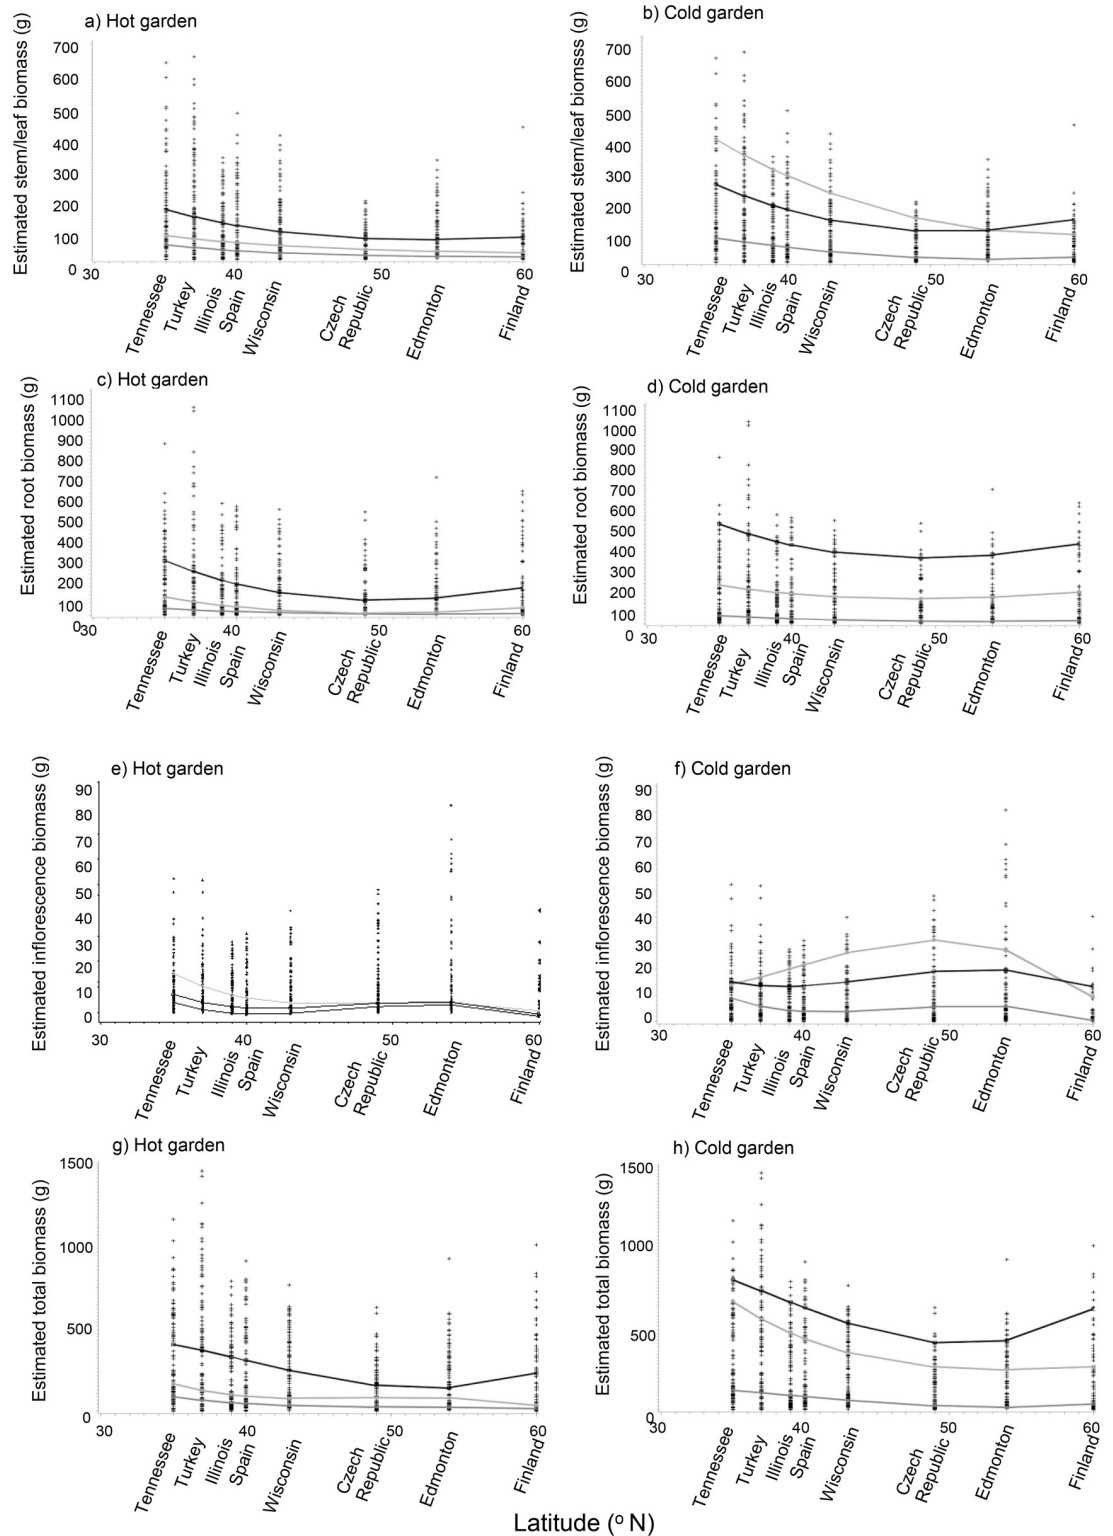 a) Hot garden
Estimated stem/leaf biomass (g)
700
600
500
400
300
200
100
0
30
40
50
60
Tennessee
Turkey
Illinois
Spain
Wisconsin
Czech
Republic
Edmonton
Finland
b) Cold garden
Estimated stem/leaf biomsss (g)
700
600
500
400
300
200
100
0
30
40
50
60
Tennessee
Turkey
Illinois
Spain
Wisconsin
Czech
Republic
Edmonton
Finland
c) Hot garden
Estimated root biomass (g)
1100
1000
900
800
700
600
500
400
300
200
100
0
30
40
50
60
Tennessee
Turkey
Illinois
Spain
Wisconsin
Czech
Republic
Edmonton
Finland
d) Cold garden
Estimated root biomass (g)
1100
1000
900
800
700
600
500
400
300
200
100
0
30
40
50
60
Tennessee
Turkey
Illinois
Spain
Wisconsin
Czech
Republic
Edmonton
Finland
e) Hot garden
Estimated inflorescence biomass (g)
90
80
70
60
50
40
30
20
10
0
30
40
50
60
Tennessee
Turkey
Illinois
Spain
Wisconsin
Czech
Republic
Edmonton
Finland
f) Cold garden
Estimated inflorescence biomass (g)
90
80
70
60
50
40
30
20
10
0
30
40
50
60
Tennessee
Turkey
Illinois
Spain
Wisconsin
Czech
Republic
Edmonton
Finland
g) Hot garden
Estimated total biomass (g)
1500
1000
500
0
30
40
50
60
Tennessee
Turkey
Illinois
Spain
Wisconsin
Czech
Republic
Edmonton
Finland
h) Cold garden
Estimated total biomass (g)
1500
1000
500
0
30
40
50
60
Tennessee
Turkey
Illinois
Spain
Wisconsin
Czech
Republic
Edmonton
Finland
Latitude (° N)